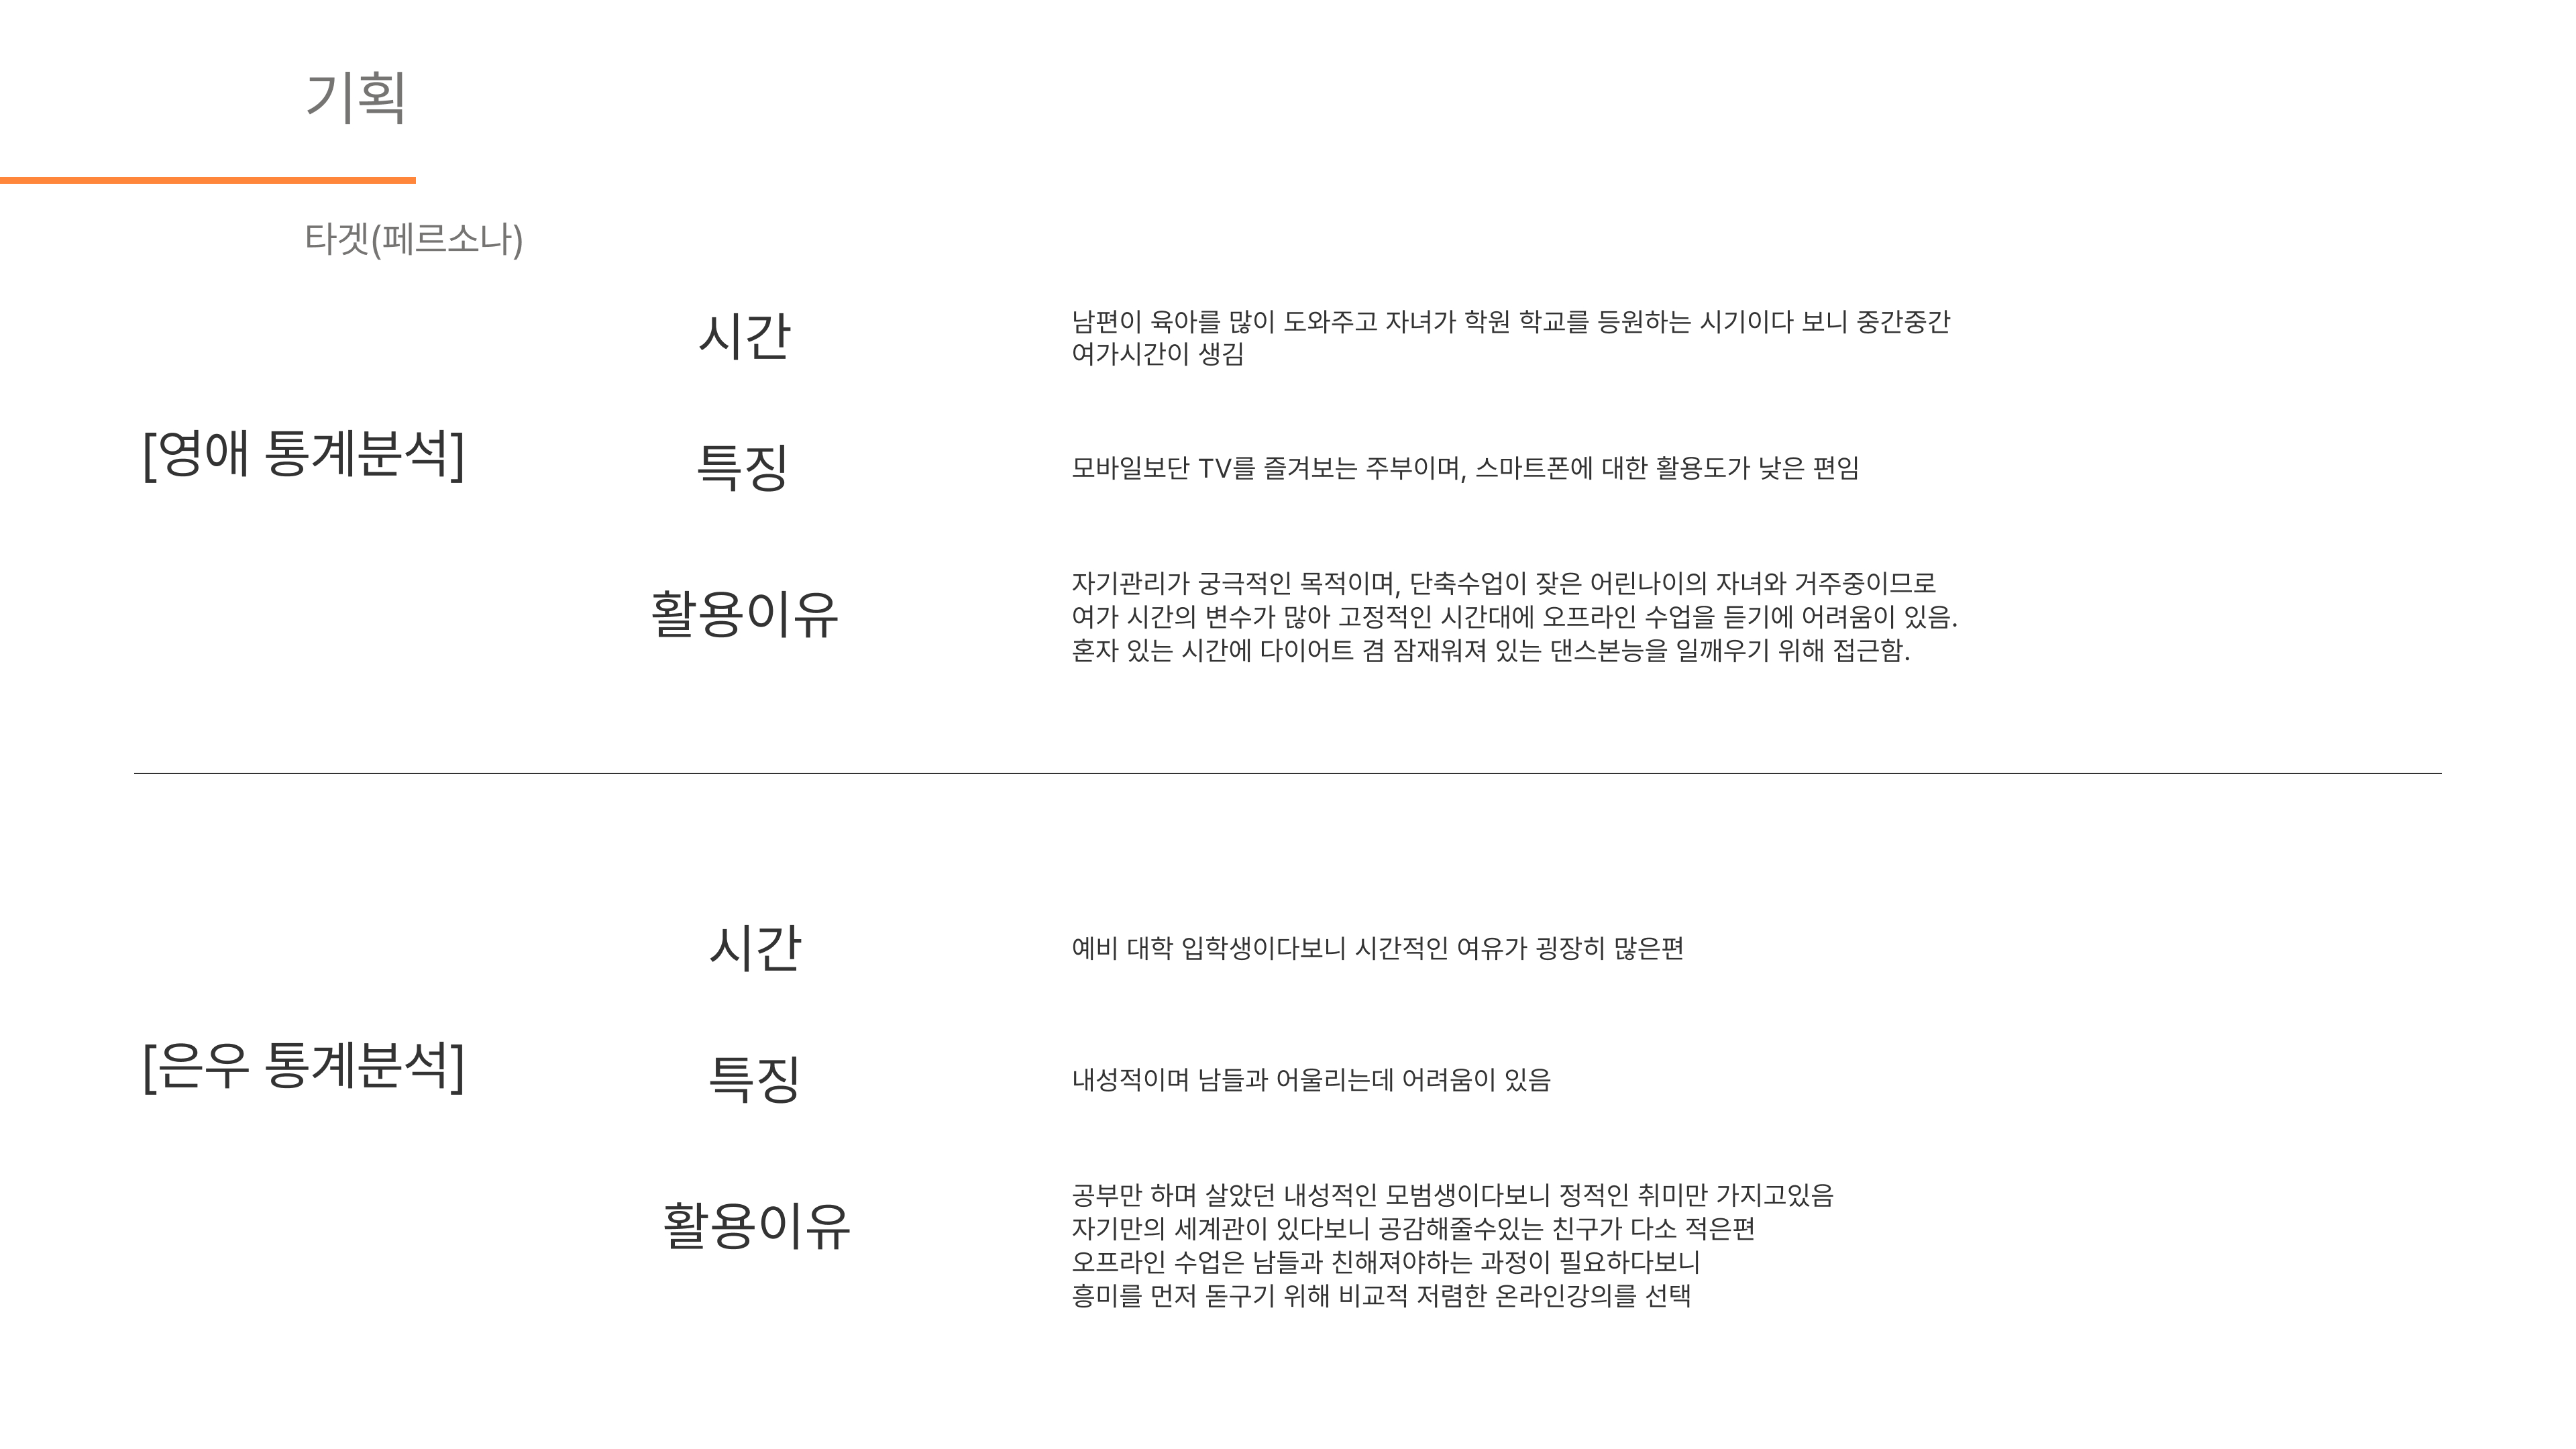 기획
타겟(페르소나)
[영애 통계분석]
시간
남편이 육아를 많이 도와주고 자녀가 학원 학교를 등원하는 시기이다 보니 중간중간
여가시간이 생김
특징
모바일보단 TV를 즐겨보는 주부이며, 스마트폰에 대한 활용도가 낮은 편임
활용이유
자기관리가 궁극적인 목적이며, 단축수업이 잦은 어린나이의 자녀와 거주중이므로
여가 시간의 변수가 많아 고정적인 시간대에 오프라인 수업을 듣기에 어려움이 있음.
혼자 있는 시간에 다이어트 겸 잠재워져 있는 댄스본능을 일깨우기 위해 접근함.
[은우 통계분석]
시간
예비 대학 입학생이다보니 시간적인 여유가 굉장히 많은편
특징
내성적이며 남들과 어울리는데 어려움이 있음
활용이유
공부만 하며 살았던 내성적인 모범생이다보니 정적인 취미만 가지고있음
자기만의 세계관이 있다보니 공감해줄수있는 친구가 다소 적은편
오프라인 수업은 남들과 친해져야하는 과정이 필요하다보니
흥미를 먼저 돋구기 위해 비교적 저렴한 온라인강의를 선택